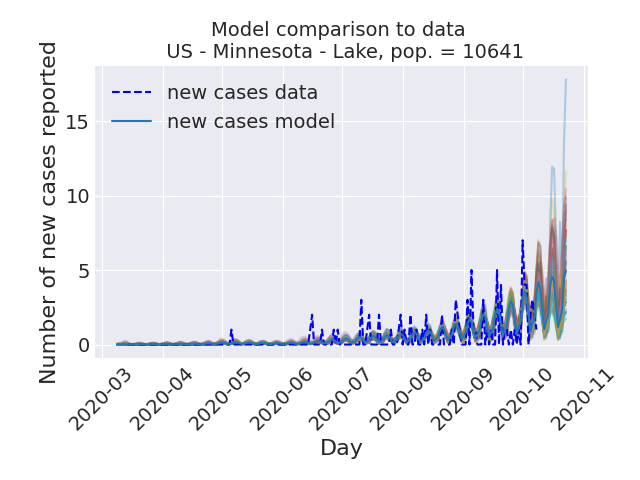 Model comparison to data
US - Minnesota - Lake, pop. = 10641
new cases data
new cases model
Number of new cases reported
15
10
5
0
2020-03
2020-04
2020-05
2020-06
2020-07
2020-08
2020-09
2020-10
2020-11
Day